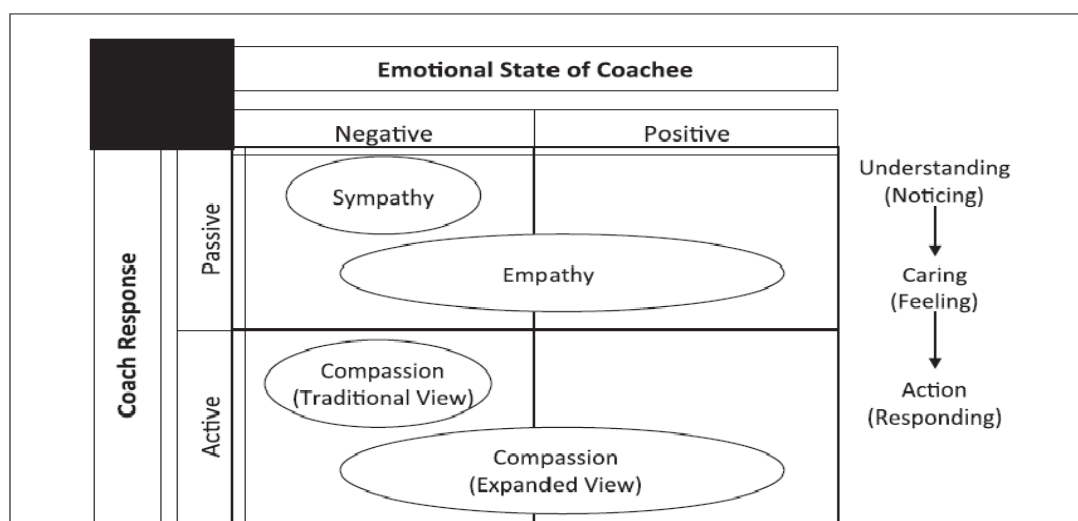 Emotional State of Coachee
Negative
Positive
Coach Response
Passive
Sympathy
Empathy
Active
Compassion
(Traditional View)
Compassion
(Expanded View)
Understanding
(Noticing)
Caring
(Feeling)
Action
(Responding)